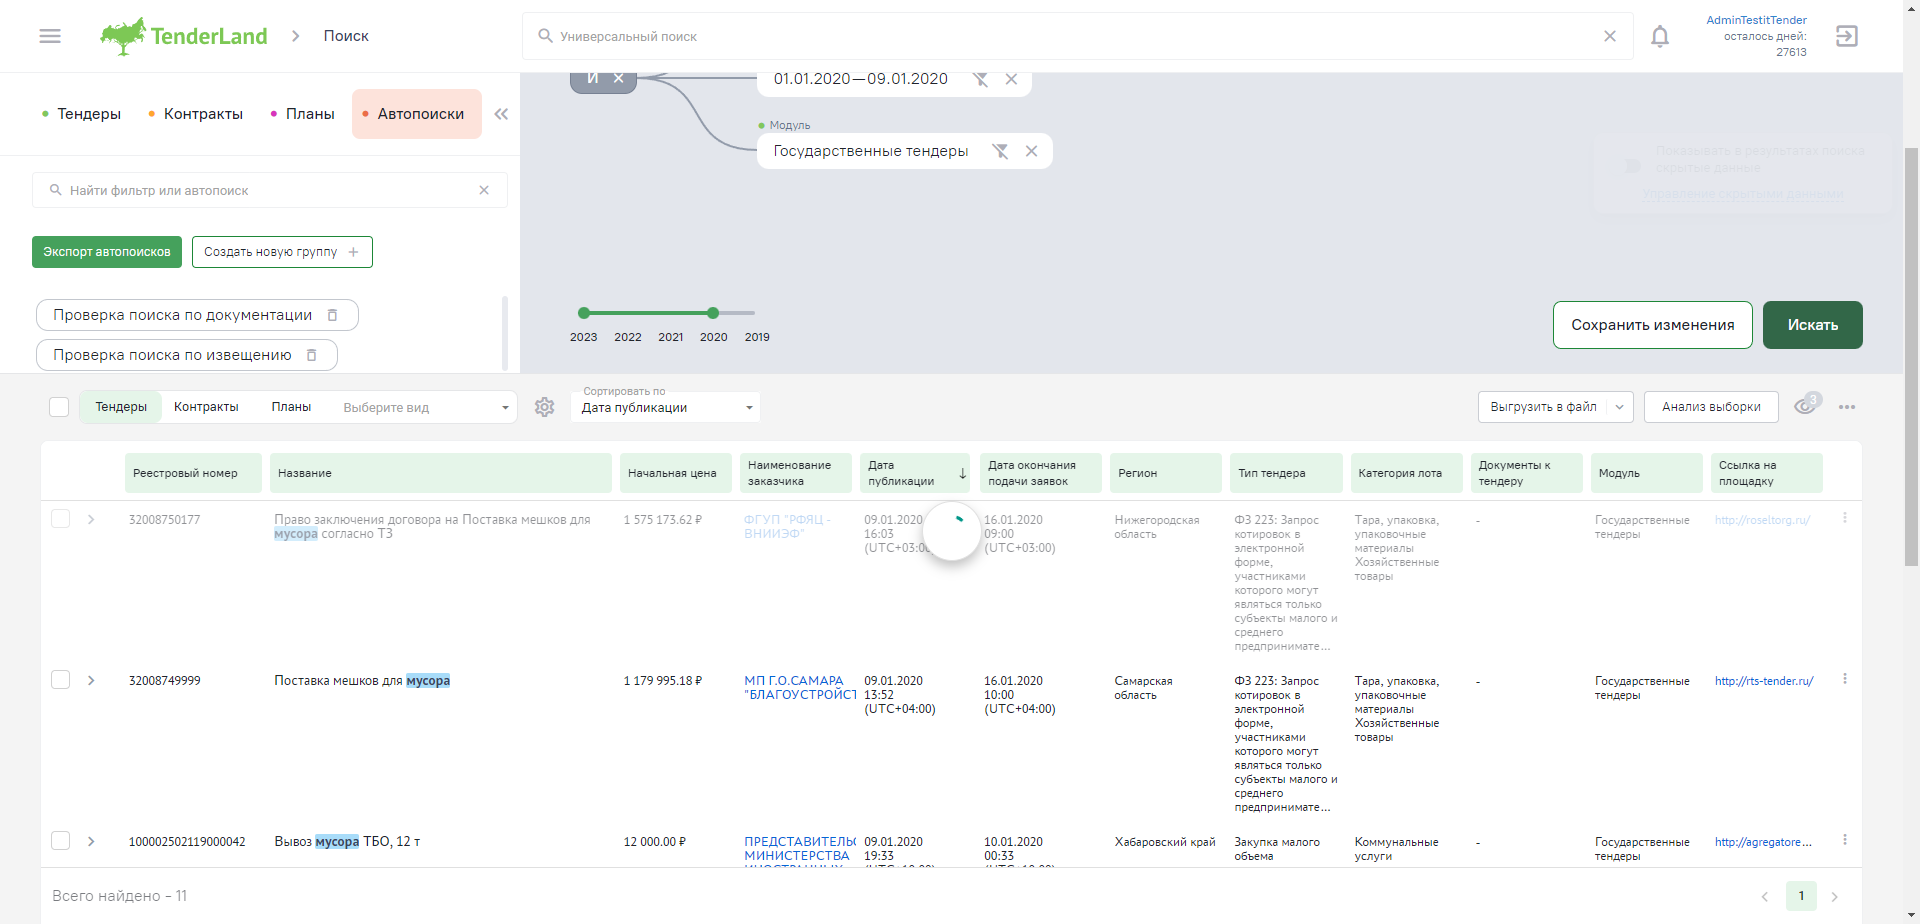 TenderLand
Поиск
Универсальный поиск
AdminTestitTender
осталось дней:
27613
Тендеры
Контракты
Планы
Автопоиски
Найти фильтр или автопоиск
Экспорт автопоисков
Создать новую группу
Проверка поиска по документации
Проверка поиска по извещению
И
01.01.2020—09.01.2020
Модуль
Государственные тендеры
Показывать в результатах поиска
скрытые данные
Управление скрытыми данными
2023 2022 2021 2020 2019
Сохранить изменения
Искать
Тендеры
Контракты
Планы
Выберите вид
Сортировать по
Дата публикации
Выгрузить в файл
Анализ выборки
3
Реестровый номер
Название
Начальная цена
Наименование
заказчика
Дата
публикации
Дата окончания
подачи заявок
Регион
Тип тендера
Категория лота
Документы к
тендеру
Модуль
Ссылка на
площадку
32008750177
Право заключения договора на Поставка мешков для
мусора согласно ТЗ
1 575 173.62 ₽
ФГУП "РФЯЦ -
ВНИИЭФ"
09.01.2020
16:03
(UTC+03:00
16.01.2020
09:00
(UTC+03:00)
Нижегородская
область
ФЗ 223: Запрос
котировок в
электронной
форме,
участниками
которого могут
являться только
субъекты малого и
среднего
предпринимате...
Тара, упаковка,
упаковочные
материалы
Хозяйственные
товары
-
Государственные
тендеры
http://roseltorg.ru/
32008749999
Поставка мешков для мусора
1 179 995.18 ₽
МП Г.О.САМАРА
"БЛАГОУСТРОЙСТ
09.01.2020
13:52
(UTC+04:00)
16.01.2020
10:00
(UTC+04:00)
Самарская
область
ФЗ 223: Запрос
котировок в
электронной
форме,
участниками
которого могут
являться только
субъекты малого и
среднего
предпринимате...
Тара, упаковка,
упаковочные
материалы
Хозяйственные
товары
-
Государственные
тендеры
http://rts-tender.ru/
100002502119000042
Вывоз мусора ТБО, 12 т
12 000.00 ₽
ПРЕДСТАВИТЕЛЬС
МИНИСТЕРСТВА
ИНОСТРАННЫХ
09.01.2020
19:33
(UTC+10:00)
10.01.2020
00:33
(UTC+10:00)
Хабаровский край
Закупка малого
объема
Коммунальные
услуги
-
Государственные
тендеры
http://agregatore...
Всего найдено - 11
1